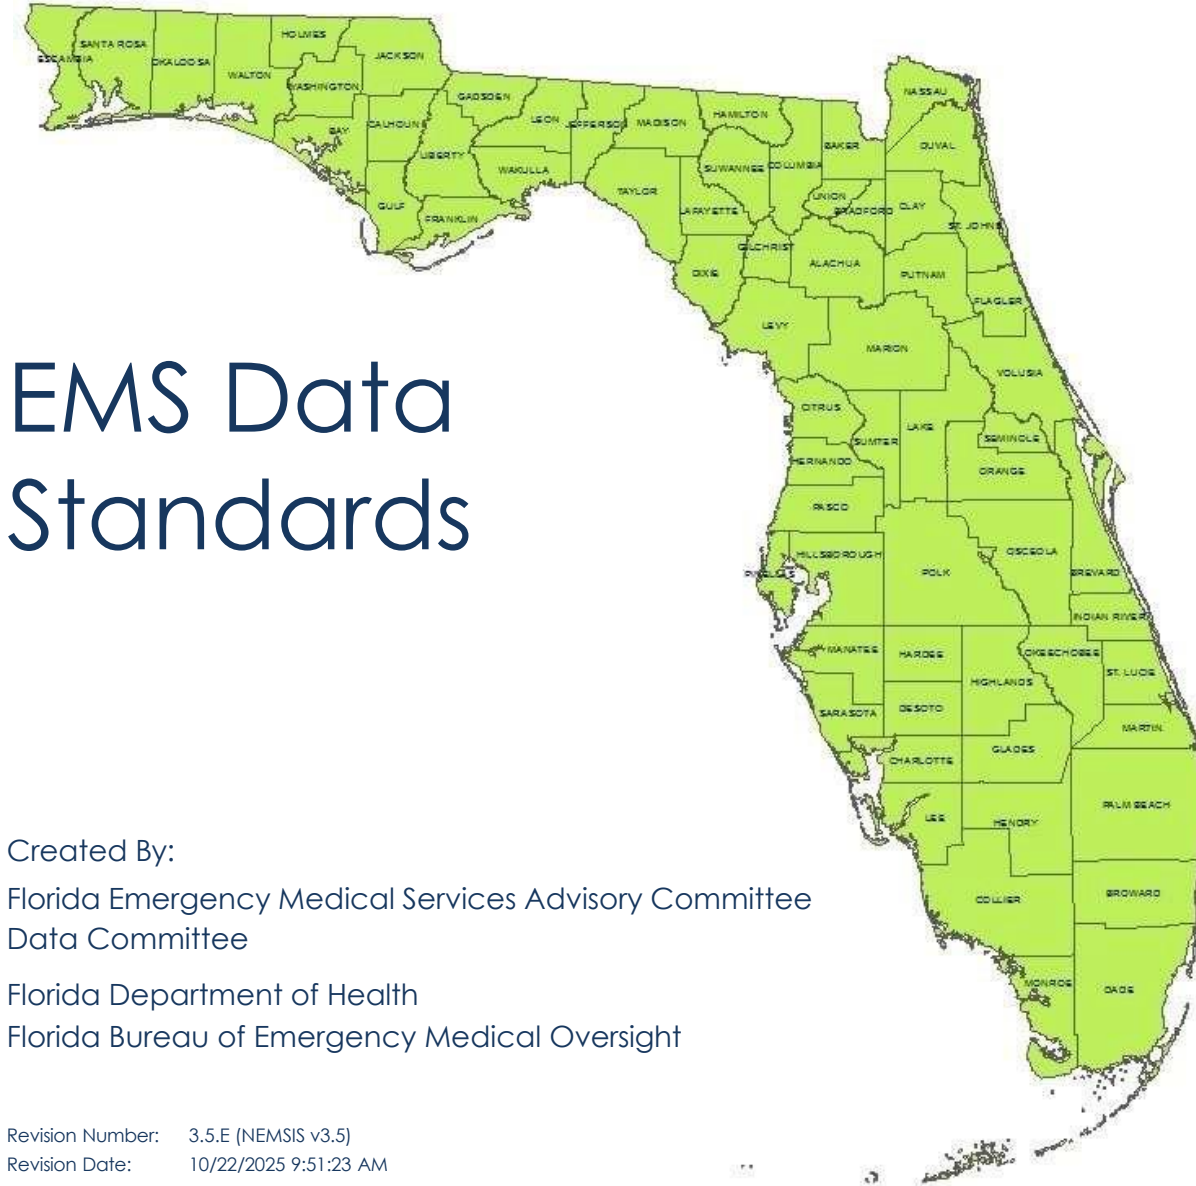 HOLMES
SANTA ROSA
JACKSON
ESCAMBIA
OKALOOSA
WALTON
WASHINGTON
NASSAU
GADSDEN
HAMILTON
LEON
JEFFERSON
MADISON
BAY
CALHOUN
BAKER
DUVAL
LIBERTY
WAKULLA
SUWANNEE
COLUMBIA
TAYLOR
UNION
GULF
LAFAYETTE
BRADFORD
CLAY
FRANKLIN
ST. JOHNS
GILCHRIST
ALACHUA
DIXIE
PUTNAM
FLAGLER
LEVY
MARION
VOLUSIA
EMS Data
Standards
CITRUS
LAKE
SUMTER
SEMINOLE
HERNANDO
ORANGE
PASCO
HILLSBOROUGH
OSCEOLA
PINELLAS
POLK
BREVARD
INDIAN RIVER
MANATEE
HARDEE
OKEECHOBEE
HIGHLANDS
ST. LUCIE
SARASOTA
DESOTO
MARTIN
GLADES
CHARLOTTE
PALM BEACH
LEE
HENDRY
BROWARD
COLLIER
MONROE
DADE
Created By:
Florida Emergency Medical Services Advisory Committee
Data Committee
Florida Department of Health
Florida Bureau of Emergency Medical Oversight
Revision Number: 3.5.E (NEMSIS v3.5)
Revision Date: 10/22/2025 9:51:23 AM